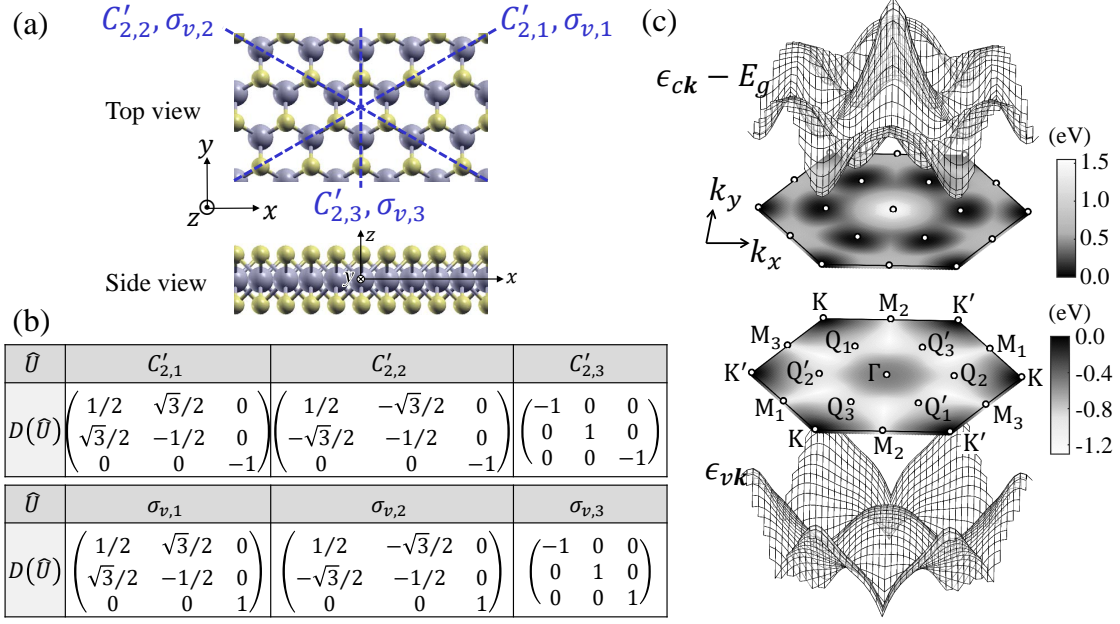 (a)
C′₂,₂, σᵥ,₂
C′₂,₁, σᵥ,₁
Top view
y
z
x
C′₂,₃, σᵥ,₃
Side view
z
y
x
(b)
Û C′₂,₁ C′₂,₂ C′₂,₃
D(Û)
1/2 √3/2 0
√3/2 −1/2 0
0 0 −1
1/2 −√3/2 0
−√3/2 −1/2 0
0 0 −1
−1 0 0
0 1 0
0 0 −1
Û σᵥ,₁ σᵥ,₂ σᵥ,₃
D(Û)
1/2 √3/2 0
√3/2 −1/2 0
0 0 1
1/2 −√3/2 0
−√3/2 −1/2 0
0 0 1
−1 0 0
0 1 0
0 0 1
(c)
ϵ_c𝒌 − E_g
(eV)
1.5
1.0
0.5
0.0
k_y
k_x
(eV)
0.0
-0.4
-0.8
-1.2
K M₂ K′
M₃ Q₁ Q′₃ M₁
K′ Q′₂ Γ Q₂ K
M₁ Q₃ Q′₁ M₃
K M₂ K′
ϵ_v𝒌